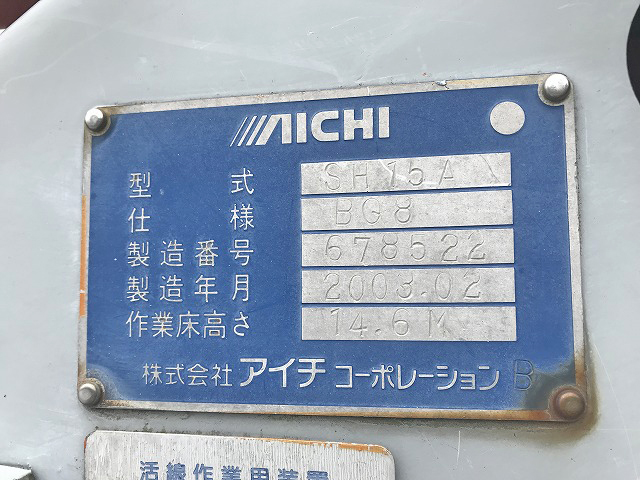 AICHI
型式 SH15A
仕様 BG8
製造番号 678522
製造年月 2003.02
作業床高さ 14.6M
株式会社 アイチ コーポレーション B
活線作業用装置